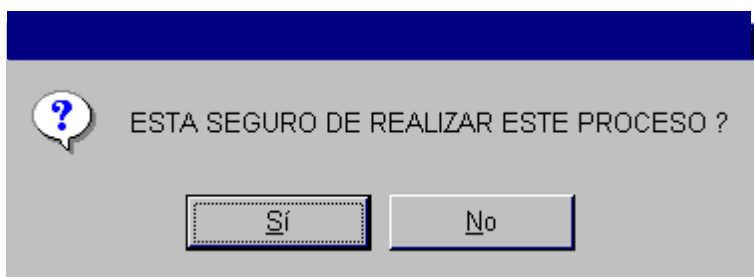 ESTA SEGURO DE REALIZAR ESTE PROCESO ?
Sí No